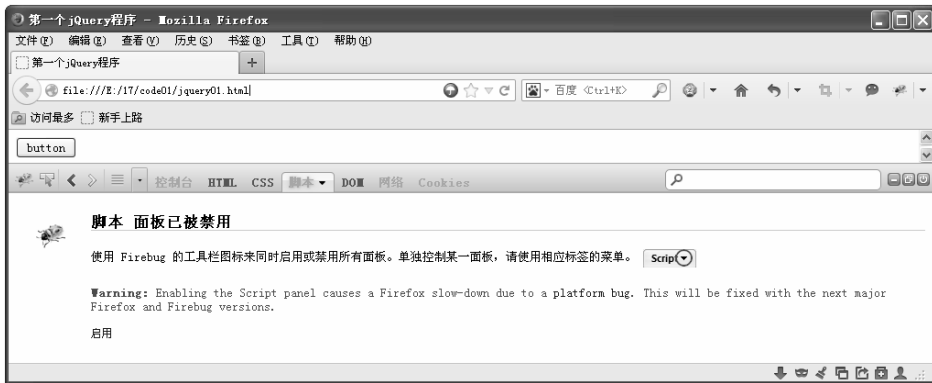 第一个jQuery程序 - Mozilla Firefox
文件(F) 编辑(E) 查看(V) 历史(S) 书签(B) 工具(T) 帮助(H)
第一个jQuery程序 +
file:///E:/17/code01/jquery01.html 百度 <Ctrl+K>
访问最多 新手上路
button
控制台 HTML CSS 脚本 DOM 网络 Cookies
脚本 面板已被禁用
使用 Firebug 的工具栏图标来同时启用或禁用所有面板。单独控制某一面板，请使用相应标签的菜单。 Scrip
Warning: Enabling the Script panel causes a Firefox slow-down due to a platform bug. This will be fixed with the next major
Firefox and Firebug versions.
启用